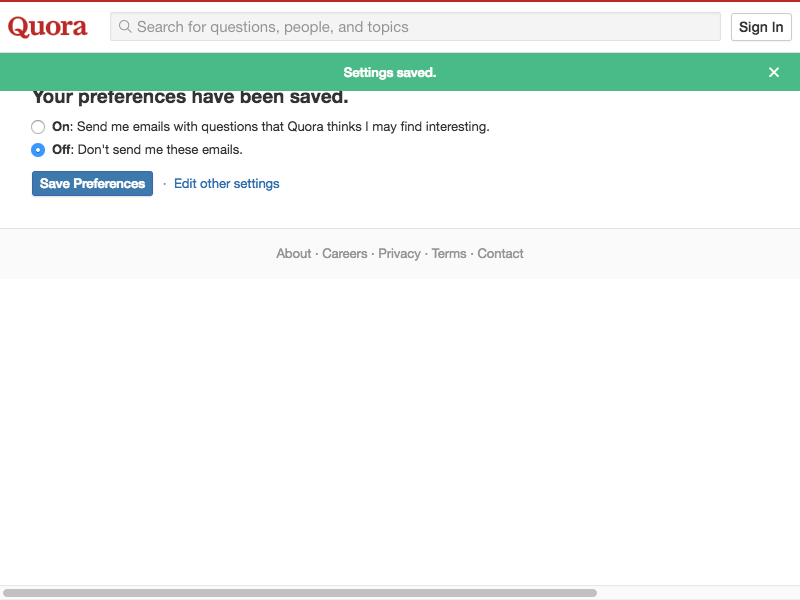 Quora Search for questions, people, and topics Sign In
Settings saved. ×
Your preferences have been saved.
On: Send me emails with questions that Quora thinks I may find interesting.
Off: Don't send me these emails.
Save Preferences · Edit other settings
About · Careers · Privacy · Terms · Contact